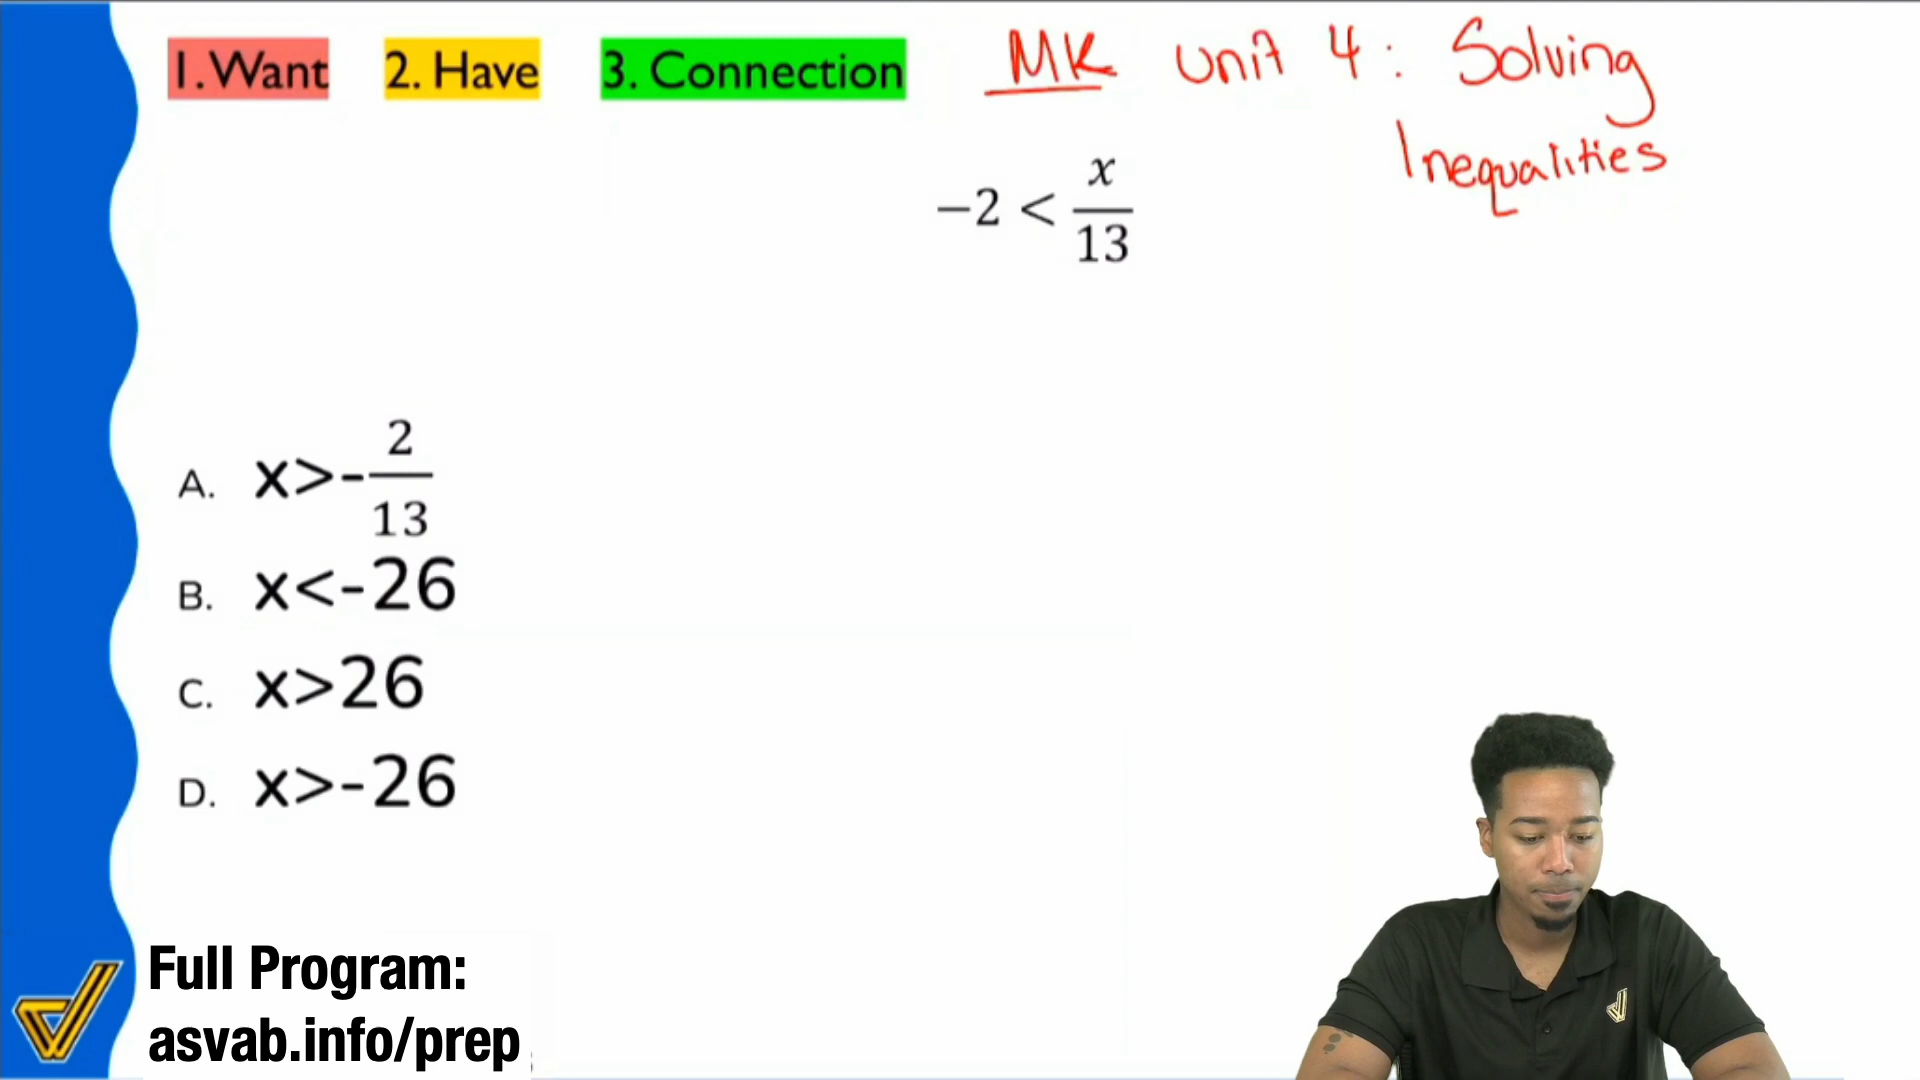 1. Want 2. Have 3. Connection MK Unit 4: Solving
Inequalities
−2 < x/13
A. x>-2/13
B. x<-26
C. x>26
D. x>-26
Full Program:
asvab.info/prep